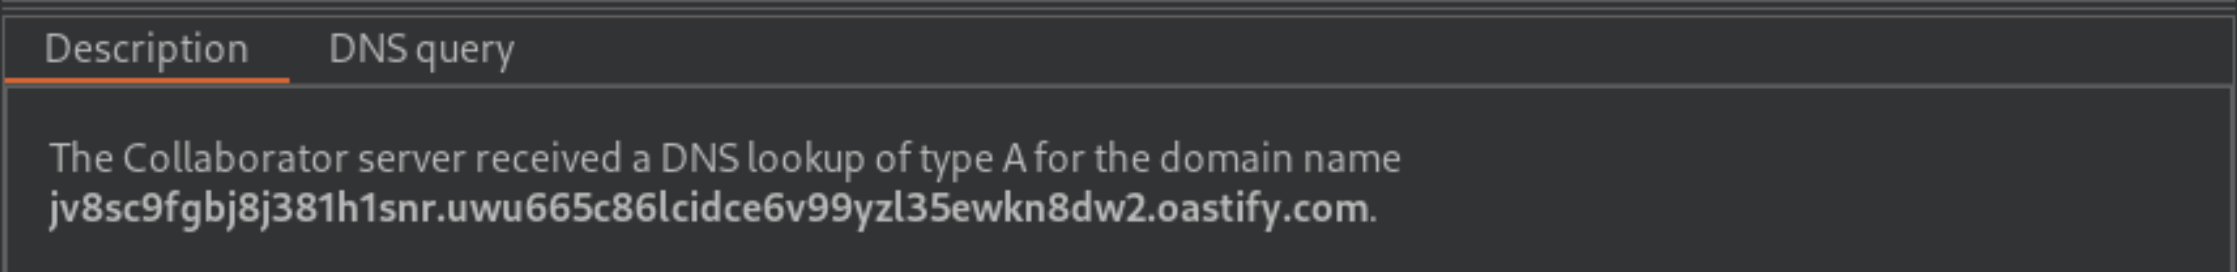 Description DNS query
The Collaborator server received a DNS lookup of type A for the domain name
jv8sc9fgbj8j381h1snr.uwu665c86lcidce6v99yzl35ewkn8dw2.oastify.com.